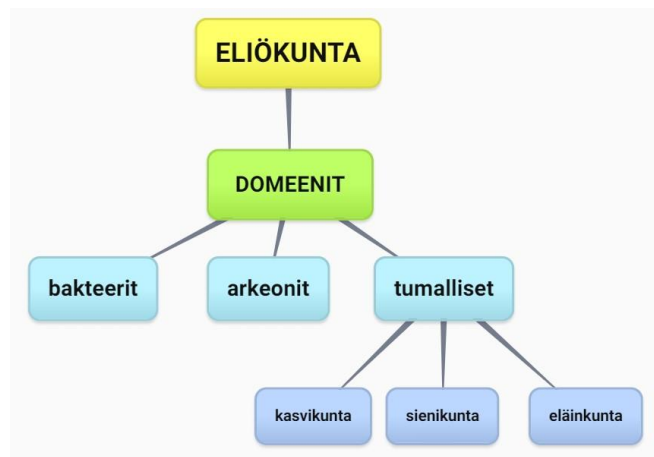 ELIÖKUNTA
DOMEENIT
bakteerit
arkeonit
tumalliset
kasvikunta
sienikunta
eläinkunta